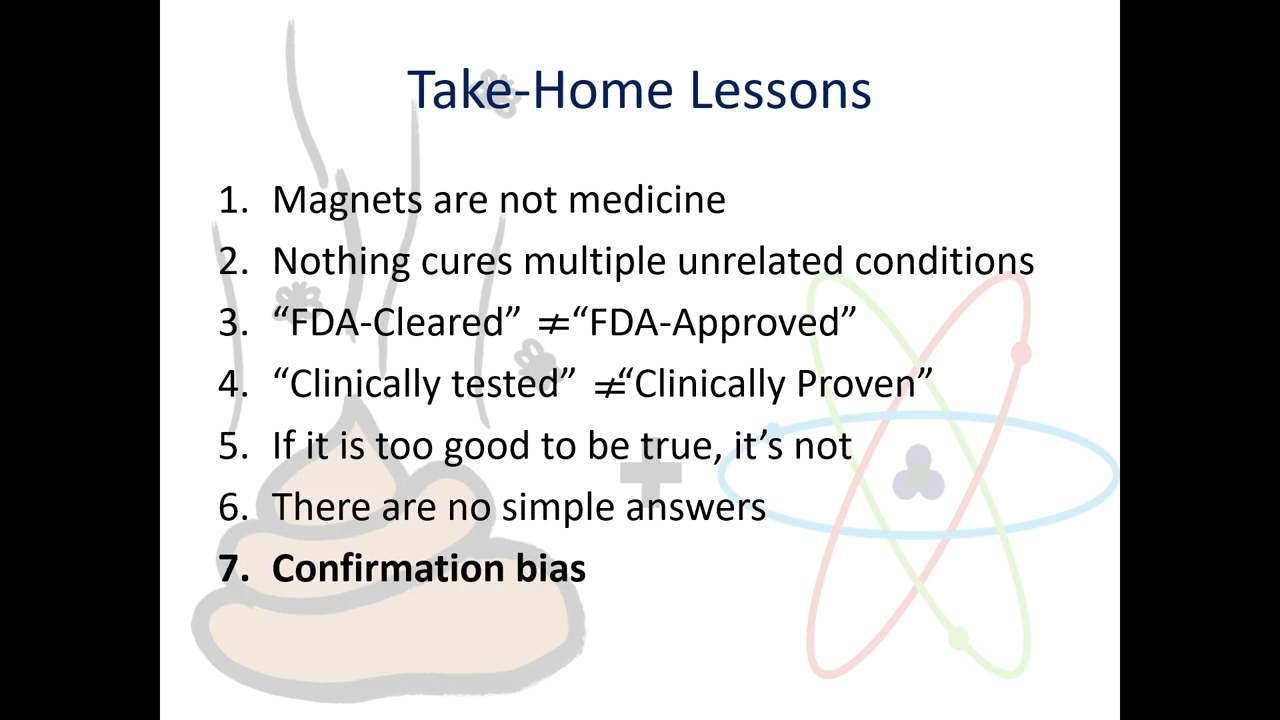 Take-Home Lessons
1. Magnets are not medicine
2. Nothing cures multiple unrelated conditions
3. “FDA-Cleared” ≠ “FDA-Approved”
4. “Clinically tested” ≠ “Clinically Proven”
5. If it is too good to be true, it’s not
6. There are no simple answers
7. Confirmation bias